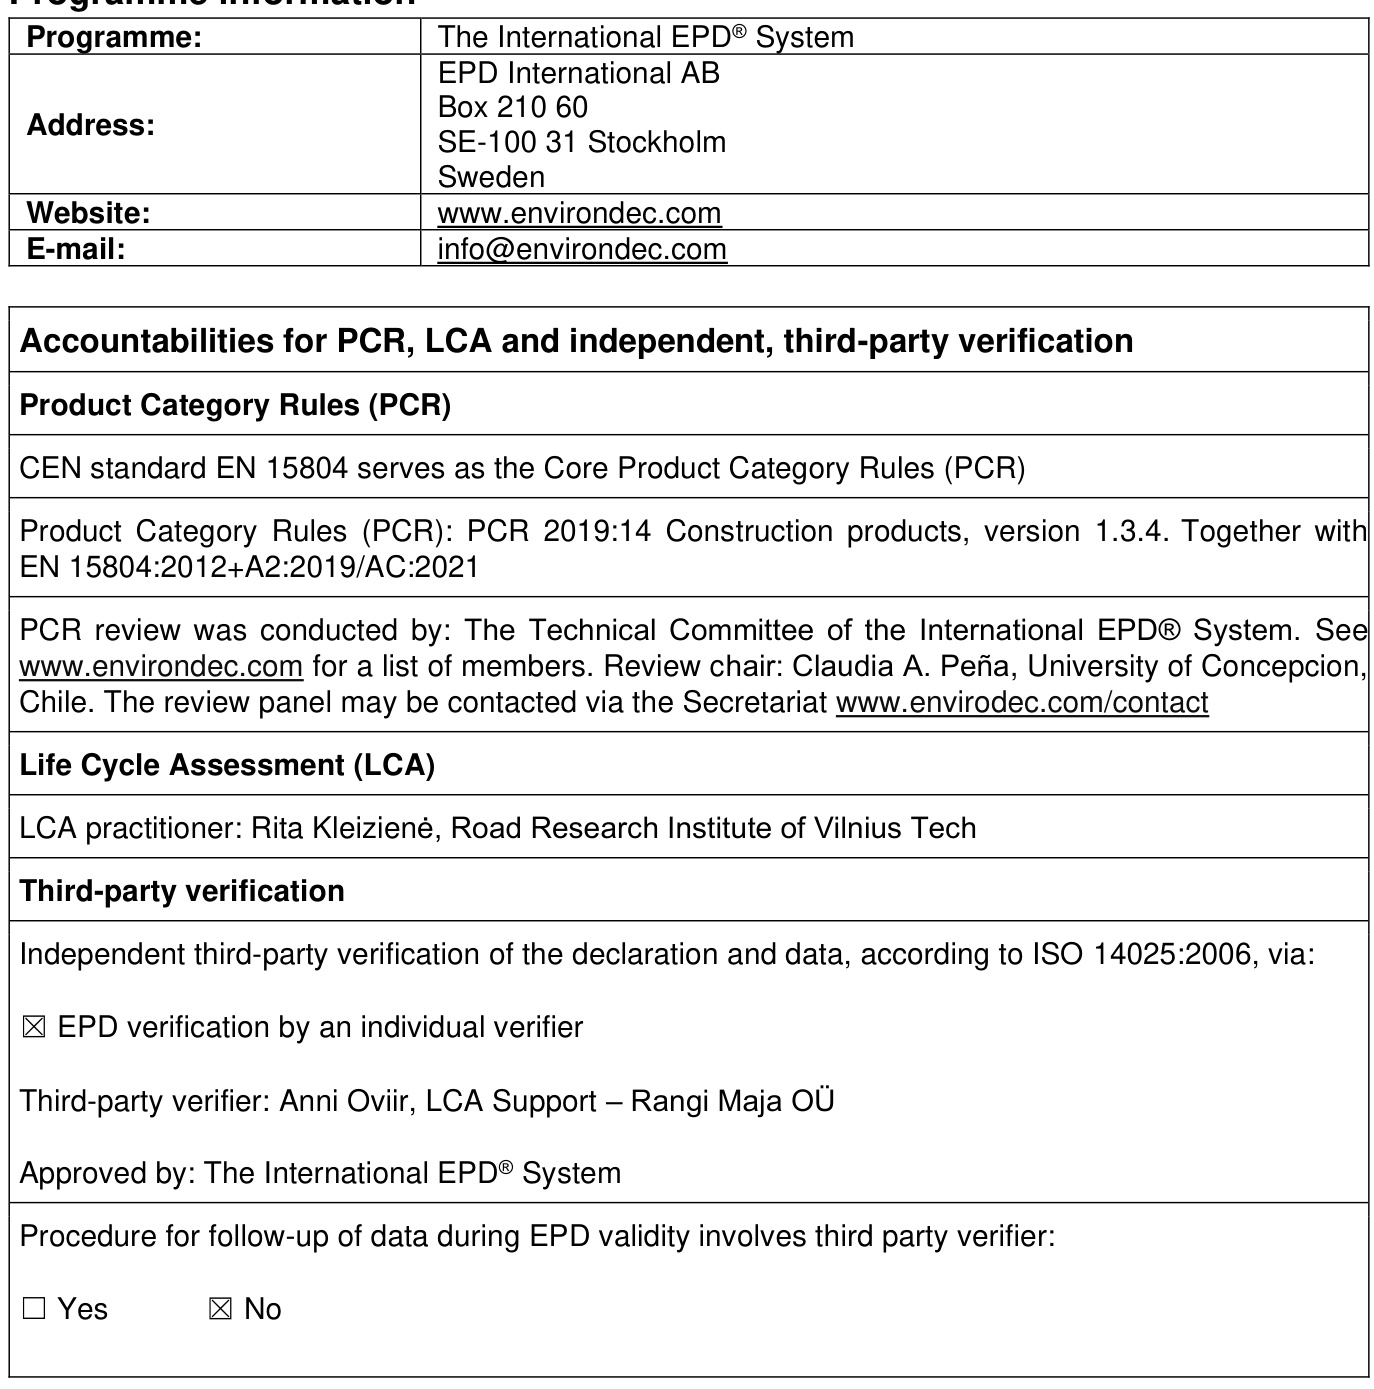 Programme information
Programme: The International EPD® System
Address:
EPD International AB
Box 210 60
SE-100 31 Stockholm
Sweden
Website: www.environdec.com
E-mail: info@environdec.com
Accountabilities for PCR, LCA and independent, third-party verification
Product Category Rules (PCR)
CEN standard EN 15804 serves as the Core Product Category Rules (PCR)
Product Category Rules (PCR): PCR 2019:14 Construction products, version 1.3.4. Together with
EN 15804:2012+A2:2019/AC:2021
PCR review was conducted by: The Technical Committee of the International EPD® System. See
www.environdec.com for a list of members. Review chair: Claudia A. Peña, University of Concepcion,
Chile. The review panel may be contacted via the Secretariat www.envirodec.com/contact
Life Cycle Assessment (LCA)
LCA practitioner: Rita Kleizienė, Road Research Institute of Vilnius Tech
Third-party verification
Independent third-party verification of the declaration and data, according to ISO 14025:2006, via:
☒ EPD verification by an individual verifier
Third-party verifier: Anni Oviir, LCA Support – Rangi Maja OÜ
Approved by: The International EPD® System
Procedure for follow-up of data during EPD validity involves third party verifier:
☐ Yes ☒ No